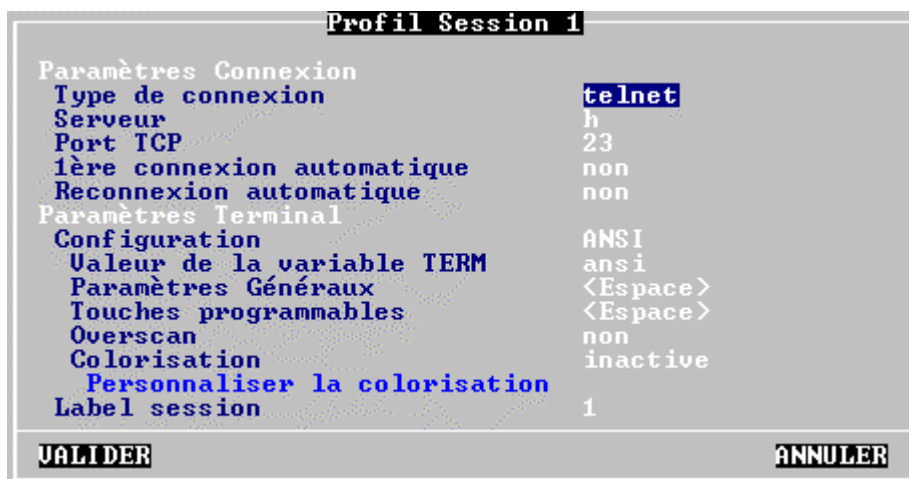 Profil Session 1
Paramètres Connexion
Type de connexion telnet
Serveur h
Port TCP 23
1ère connexion automatique non
Reconnexion automatique non
Paramètres Terminal
Configuration ANSI
Valeur de la variable TERM ansi
Paramètres Généraux <Espace>
Touches programmables <Espace>
Overscan non
Colorisation inactive
Personnaliser la colorisation
Label session 1
VALIDER ANNULER